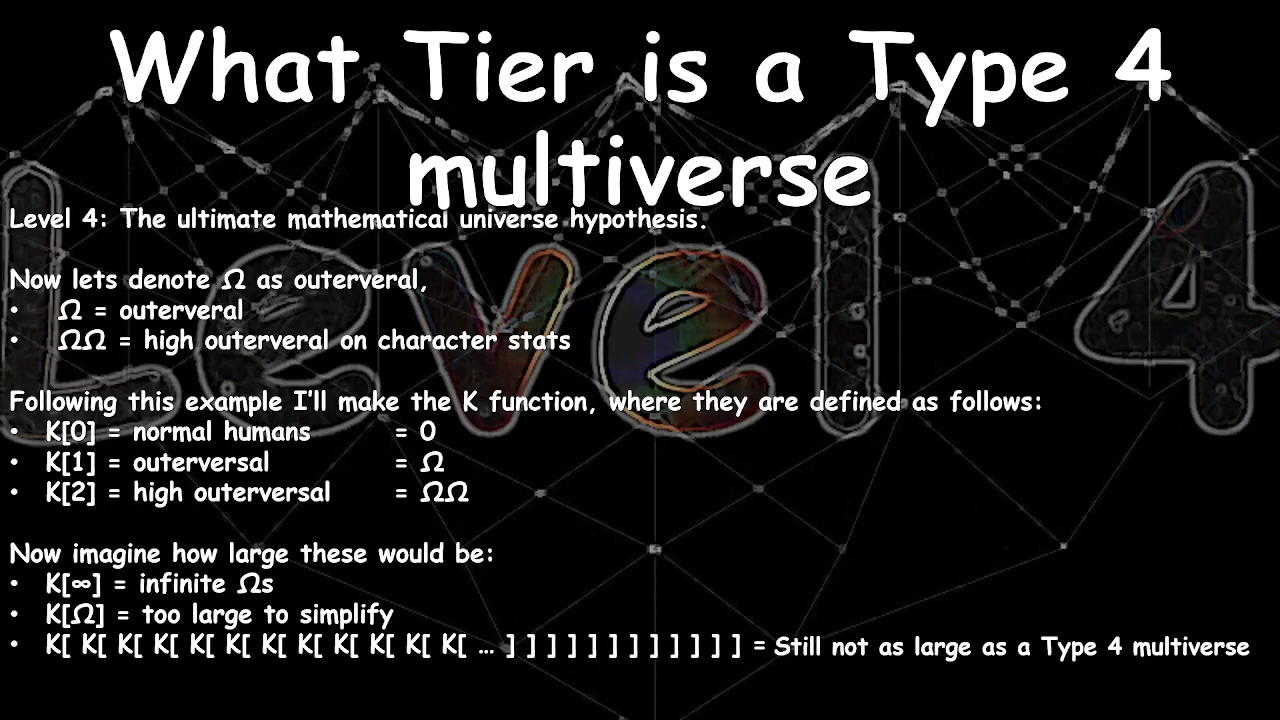 What Tier is a Type 4
multiverse
Level 4: The ultimate mathematical universe hypothesis.
Now lets denote Ω as outerveral,
• Ω = outerveral
• ΩΩ = high outerveral on character stats
Following this example I'll make the K function, where they are defined as follows:
• K[0] = normal humans = 0
• K[1] = outerversal = Ω
• K[2] = high outerversal = ΩΩ
Now imagine how large these would be:
• K[∞] = infinite Ωs
• K[Ω] = too large to simplify
• K[ K[ K[ K[ K[ K[ K[ K[ K[ K[ K[ K[ … ] ] ] ] ] ] ] ] ] ] ] ] = Still not as large as a Type 4 multiverse
Level 4